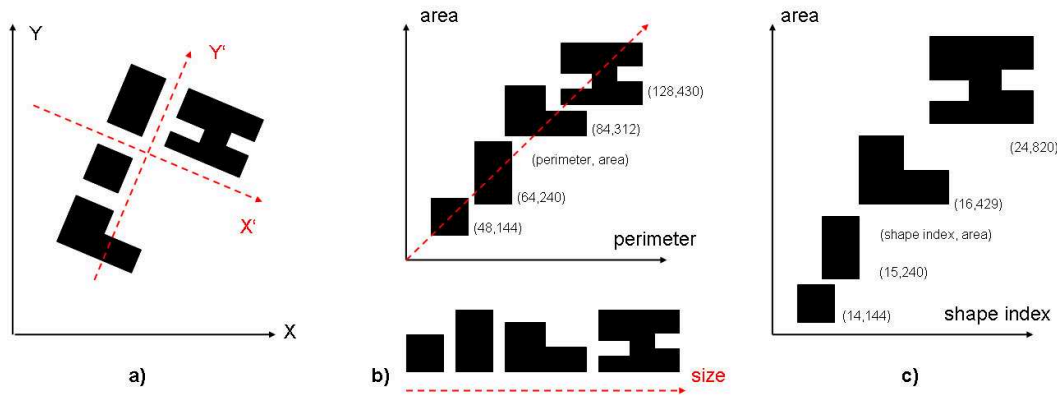 Y
Y'
X'
X
a)
area
(128,430)
(84,312)
(perimeter, area)
(64,240)
(48,144)
perimeter
b)
size
area
(24,820)
(16,429)
(shape index, area)
(15,240)
(14,144)
shape index
c)